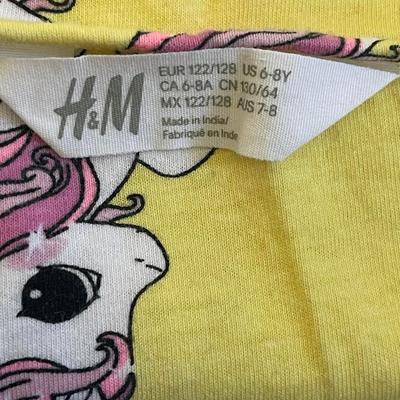 H&M
EUR 122/128 US 6-8Y
CA 6-8A CN 130/64
MX 122/128 AUS 7-8
Made in India/
Fabriqué en Inde